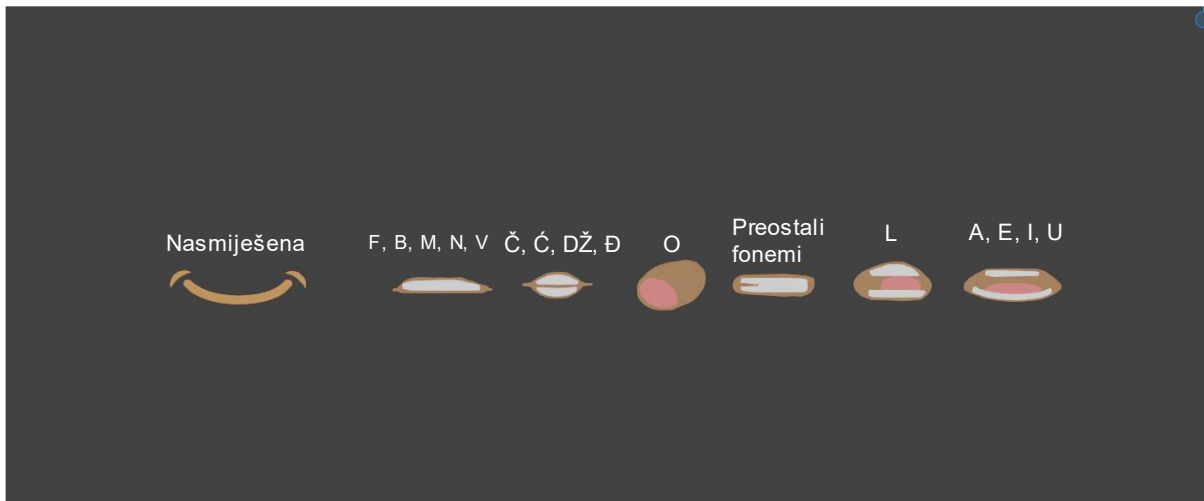 Nasmiješena
F, B, M, N, V
Č, Ć, DŽ, Đ
O
Preostali
fonemi
L
A, E, I, U